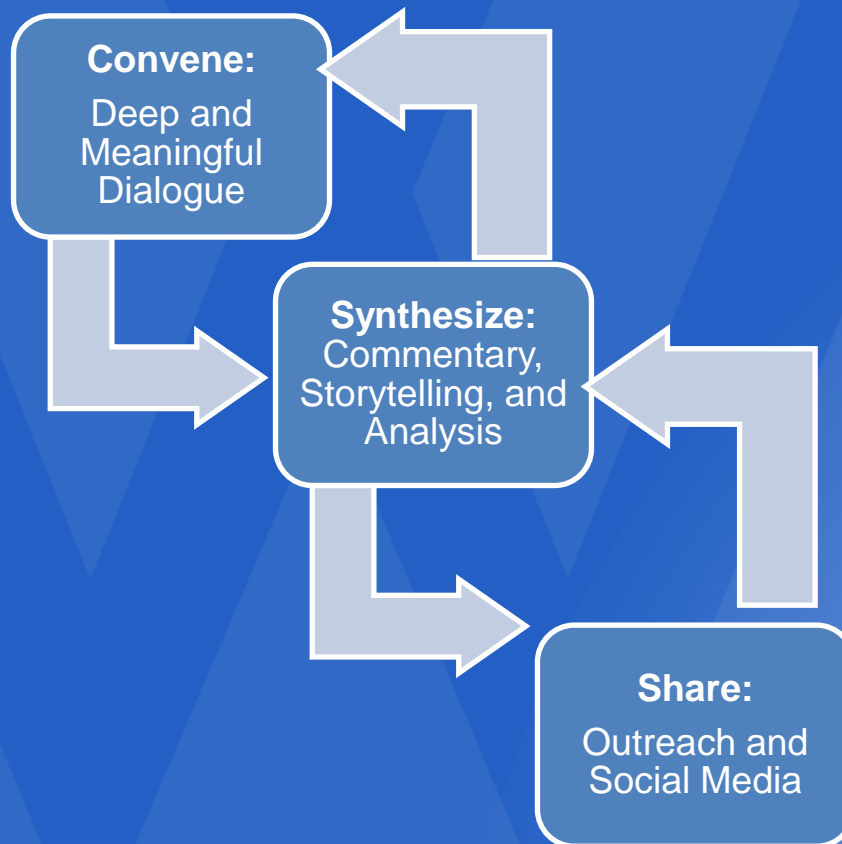 Convene:
Deep and
Meaningful
Dialogue
Synthesize:
Commentary,
Storytelling, and
Analysis
Share:
Outreach and
Social Media